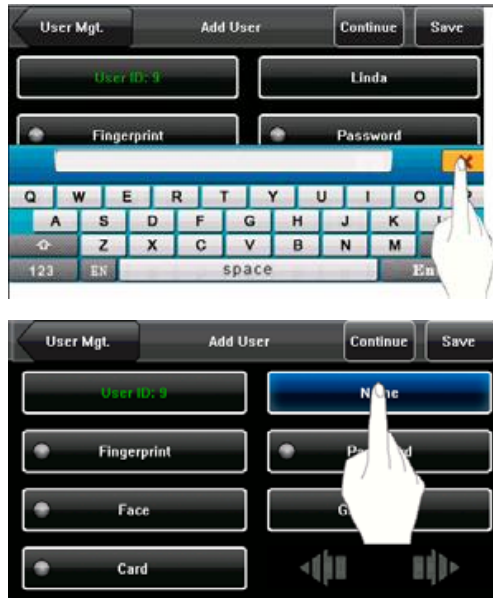 User Mgt. Add User Continue Save
User ID: 9 Linda
Fingerprint Password
Q W E R T Y U I O P
A S D F G H J K L
Z X C V B N M
123 EN space
User Mgt. Add User Continue Save
User ID: 9
Fingerprint
Face
Card